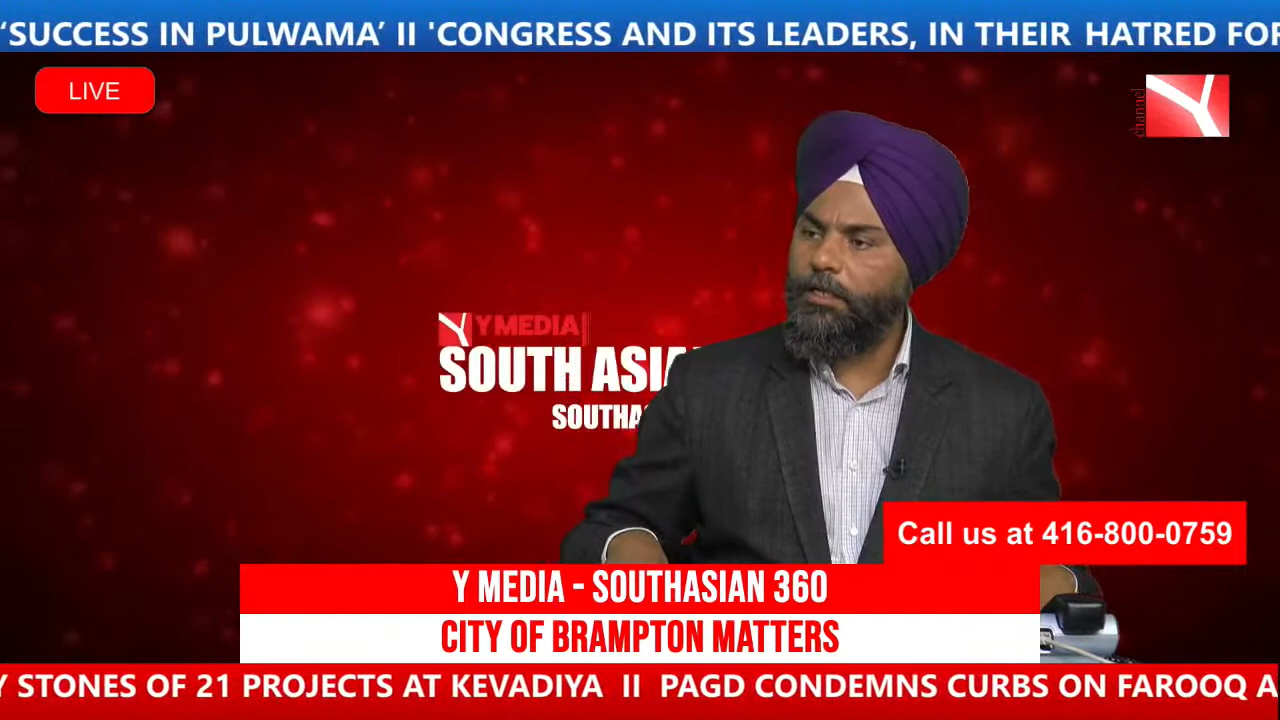 ‘SUCCESS IN PULWAMA’ II 'CONGRESS AND ITS LEADERS, IN THEIR HATRED FOR
LIVE
channel
Y MEDIA
SOUTH ASIAN
SOUTHA
Call us at 416-800-0759
Y MEDIA - SOUTHASIAN 360
CITY OF BRAMPTON MATTERS
Y STONES OF 21 PROJECTS AT KEVADIYA II PAGD CONDEMNS CURBS ON FAROOQ A